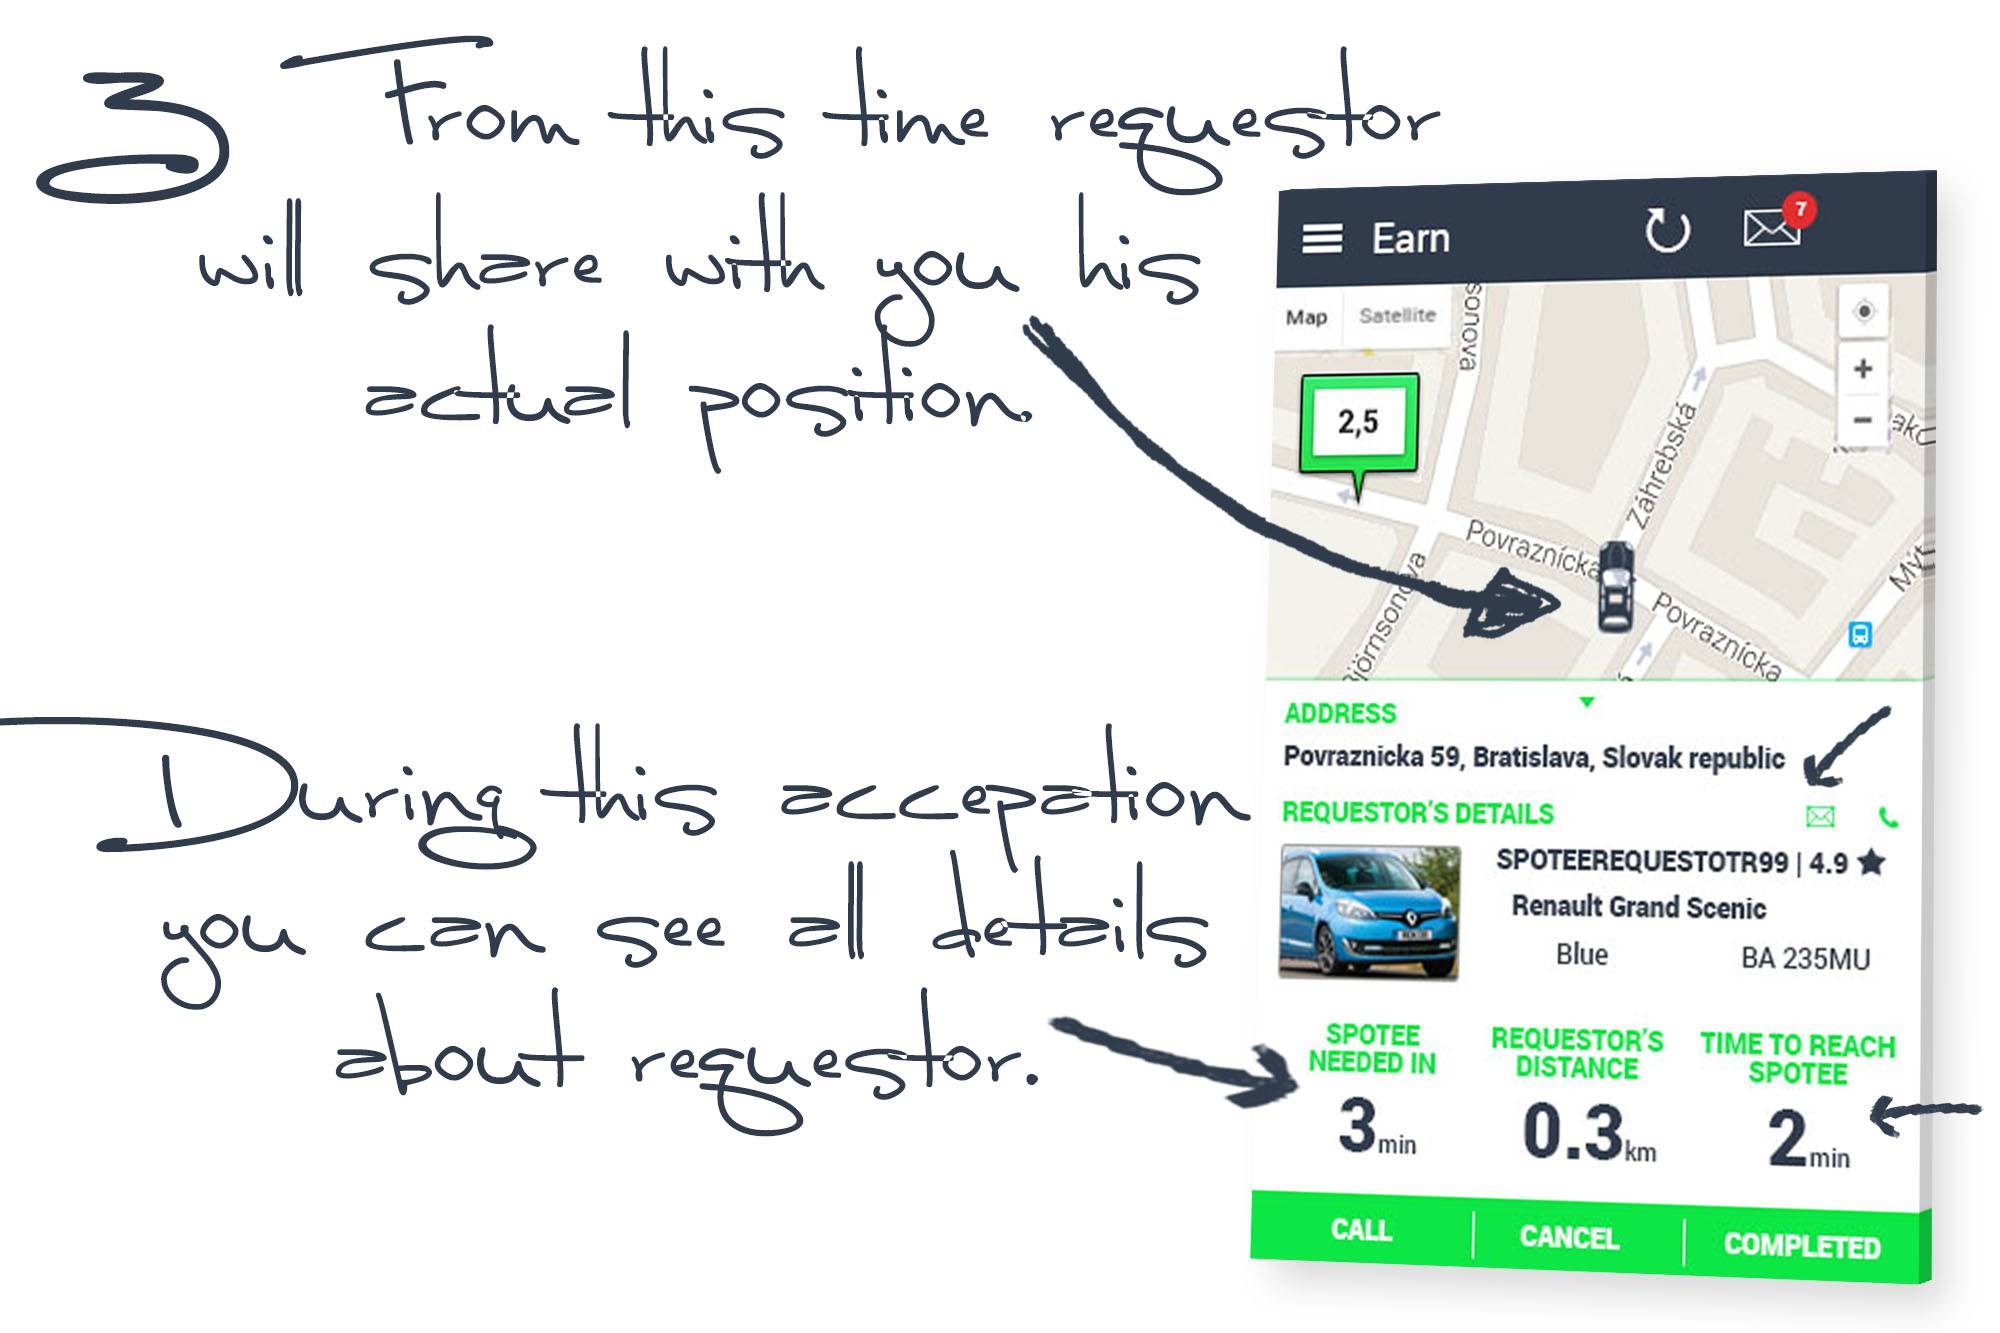 3 From this time requestor
will share with you his
actual position.
During this accepation
you can see all details
about requestor.
Earn
7
Map Satellite
sonova
2,5
Záhrebská
Povraznícka
Povraznícka
ADDRESS
Povraznicka 59, Bratislava, Slovak republic
REQUESTOR'S DETAILS
SPOTEEREQUESTOTR99 | 4.9 ★
Renault Grand Scenic
Blue BA 235MU
SPOTEE NEEDED IN
3 min
REQUESTOR'S DISTANCE
0.3 km
TIME TO REACH SPOTEE
2 min
CALL CANCEL COMPLETED